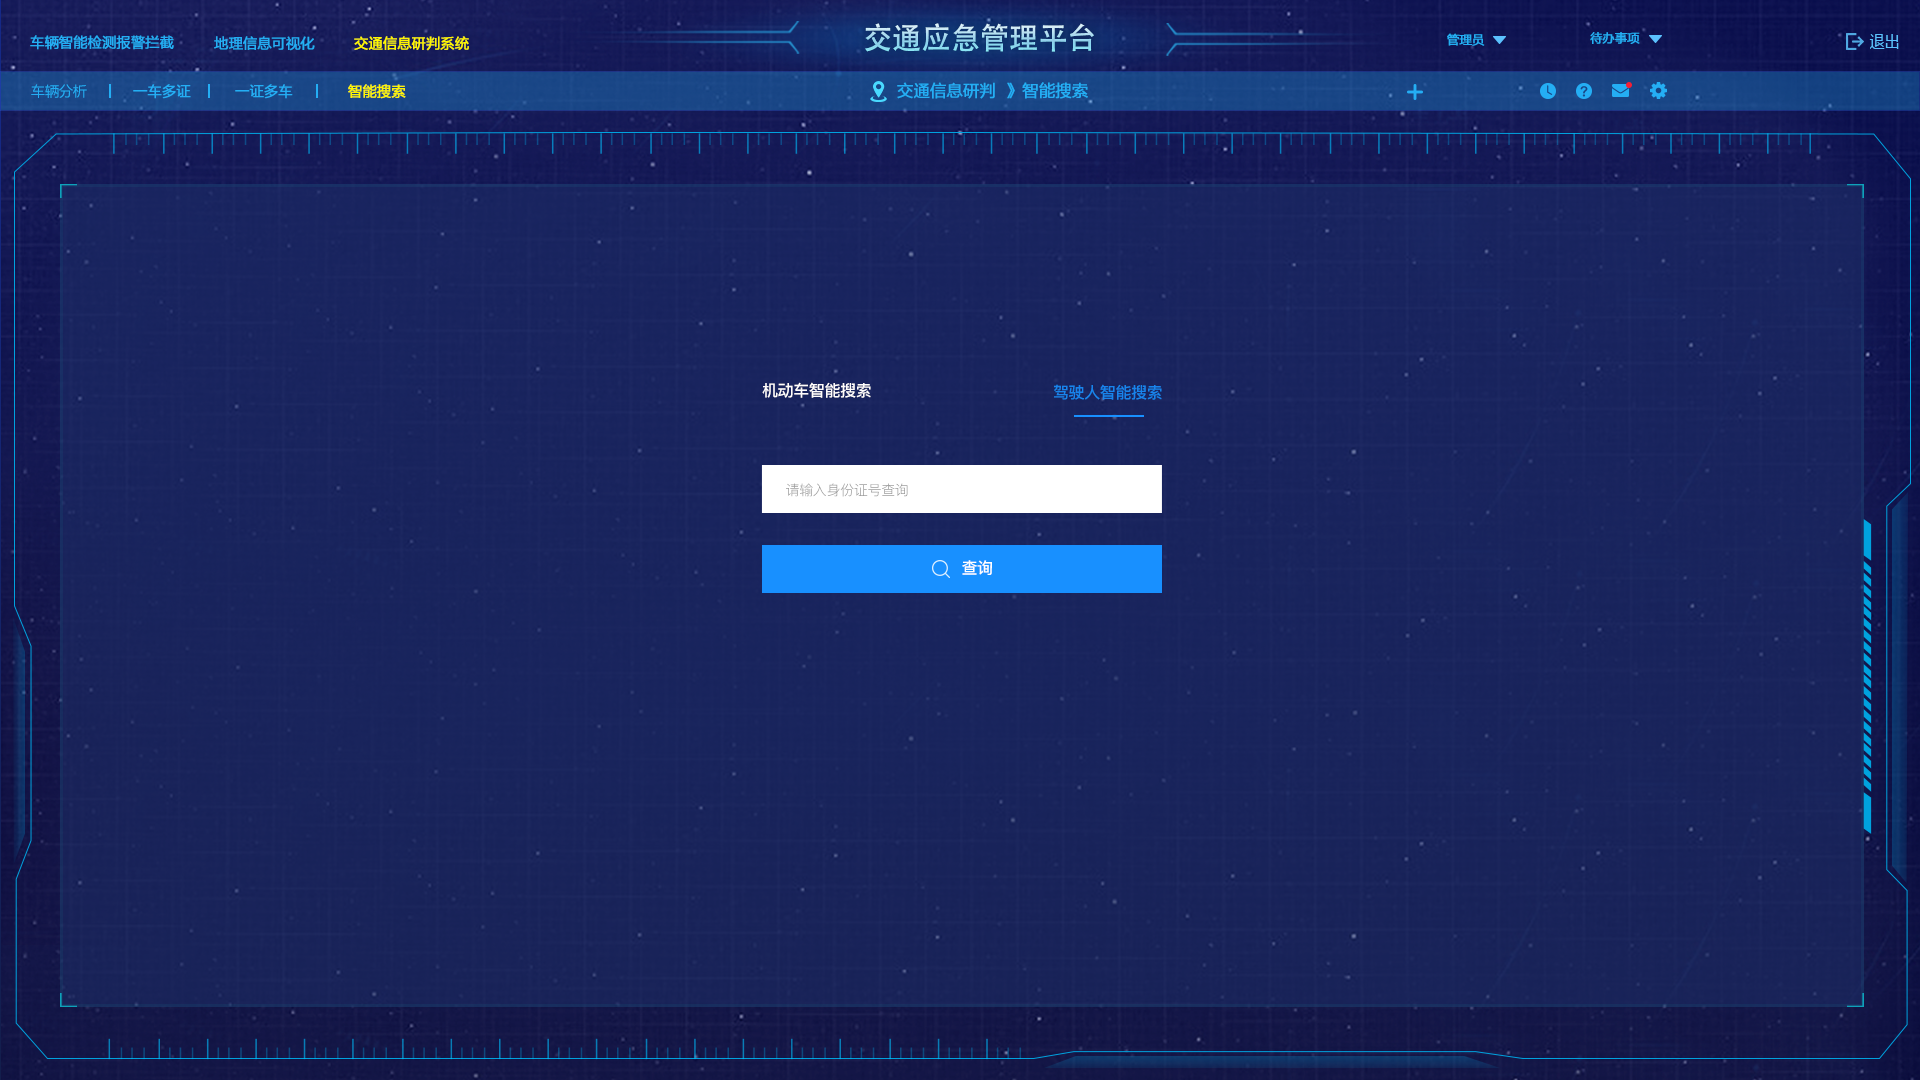 车辆智能检测报警拦截 地理信息可视化 交通信息研判系统 交通应急管理平台 管理员 待办事项 退出
车辆分析 一车多证 一证多车 智能搜索 交通信息研判 》智能搜索
机动车智能搜索 驾驶人智能搜索
请输入身份证号查询
查询